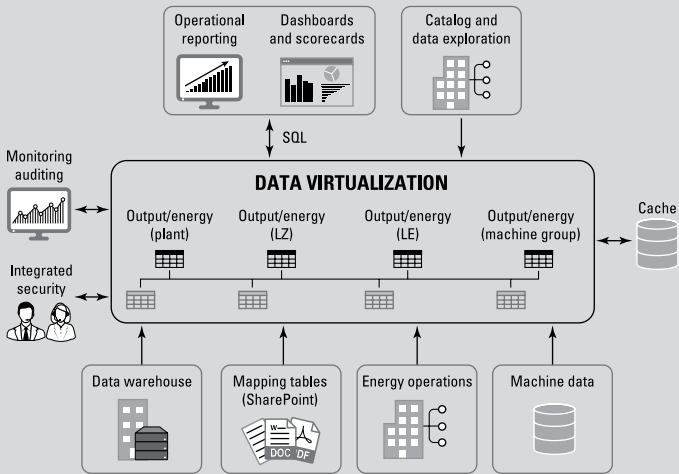 Operational
reporting
Dashboards
and scorecards
Catalog and
data exploration
SQL
Monitoring
auditing
DATA VIRTUALIZATION
Output/energy
(plant)
Output/energy
(LZ)
Output/energy
(LE)
Output/energy
(machine group)
Cache
Integrated
security
Data warehouse
Mapping tables
(SharePoint)
W
DOC
DF
Energy operations
Machine data